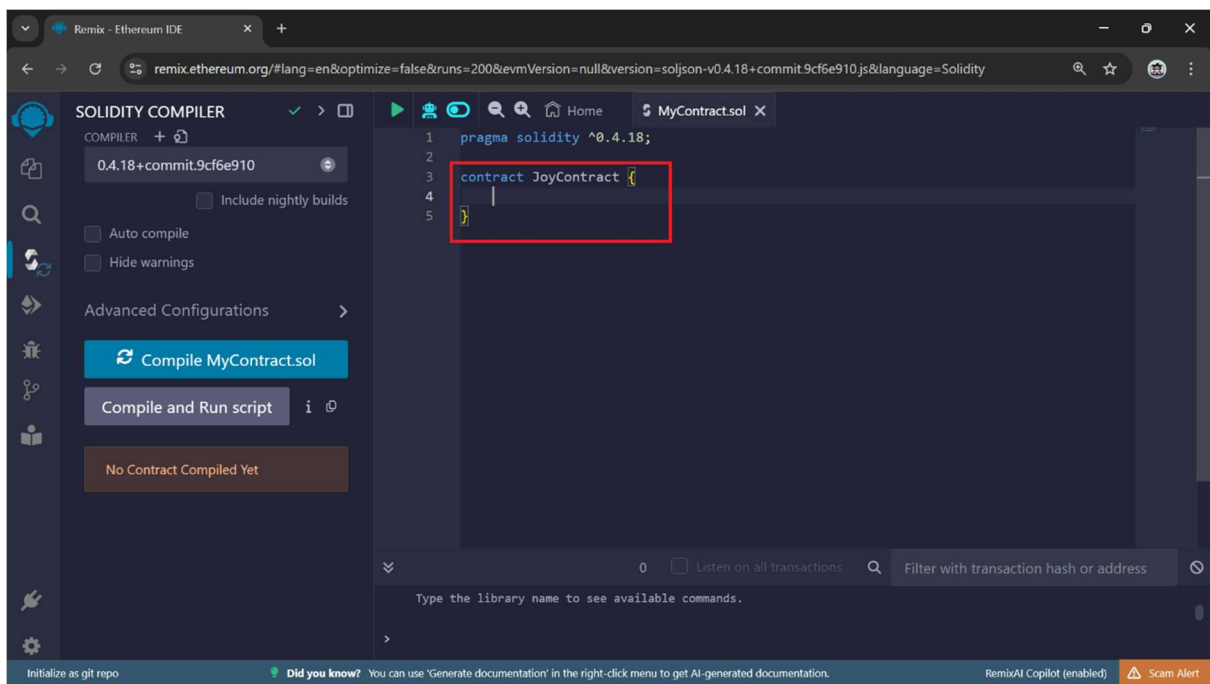 Remix - Ethereum IDE
remix.ethereum.org/#lang=en&optimize=false&runs=200&evmVersion=null&version=soljson-v0.4.18+commit.9cf6e910.js&language=Solidity
SOLIDITY COMPILER
COMPILER
0.4.18+commit.9cf6e910
Include nightly builds
Auto compile
Hide warnings
Advanced Configurations
Compile MyContract.sol
Compile and Run script
No Contract Compiled Yet
Home
MyContract.sol
1 pragma solidity ^0.4.18;
2
3 contract JoyContract {
4
5 }
0
Listen on all transactions
Filter with transaction hash or address
Type the library name to see available commands.
>
Initialize as git repo
Did you know? You can use 'Generate documentation' in the right-click menu to get AI-generated documentation.
RemixAI Copilot (enabled)
Scam Alert